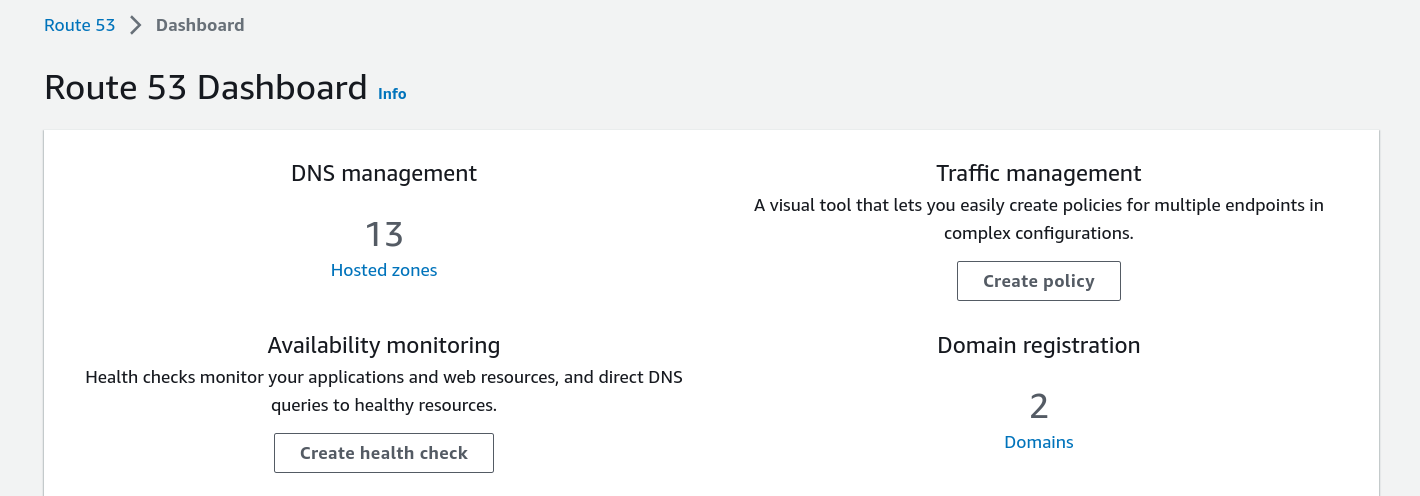 Route 53 > Dashboard
Route 53 Dashboard Info
DNS management
13
Hosted zones
Traffic management
A visual tool that lets you easily create policies for multiple endpoints in
complex configurations.
Create policy
Availability monitoring
Health checks monitor your applications and web resources, and direct DNS
queries to healthy resources.
Create health check
Domain registration
2
Domains